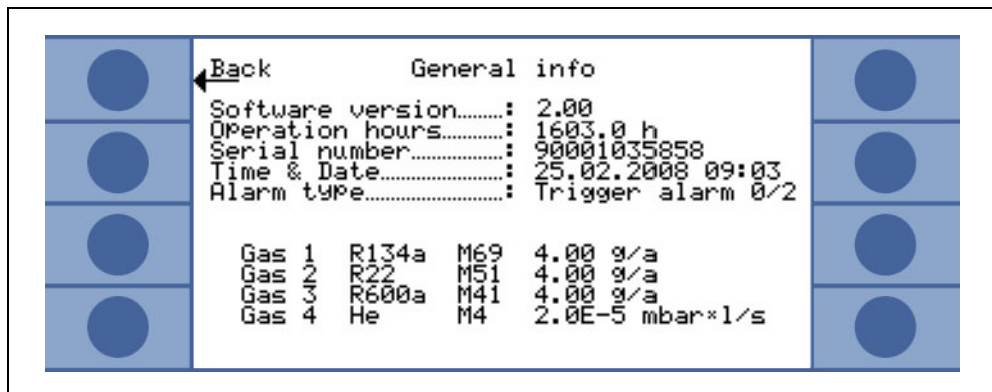 Back General info
Software version.......: 2.00
Operation hours.........: 1603.0 h
Serial number.............: 90001035858
Time & Date................: 25.02.2008 09:03
Alarm type..................: Trigger alarm 0/2
Gas 1 R134a M69 4.00 g/a
Gas 2 R22 M51 4.00 g/a
Gas 3 R600a M41 4.00 g/a
Gas 4 He M4 2.0E-5 mbar*l/s